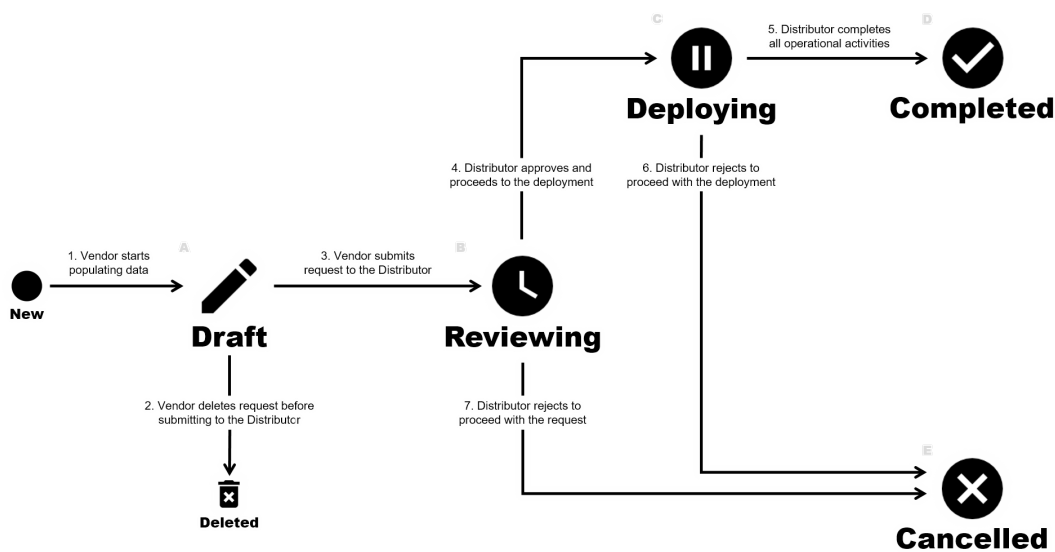 C
D
5. Distributor completes
all operational activities
Deploying
Completed
4. Distributor approves and
proceeds to the deployment
6. Distributor rejects to
proceed with the deployment
A
B
1. Vendor starts
populating data
3. Vendor submits
request to the Distributor
New
Draft
Reviewing
2. Vendor deletes request before
submitting to the Distributcr
7. Distributor rejects to
proceed with the request
E
Deleted
Cancelled